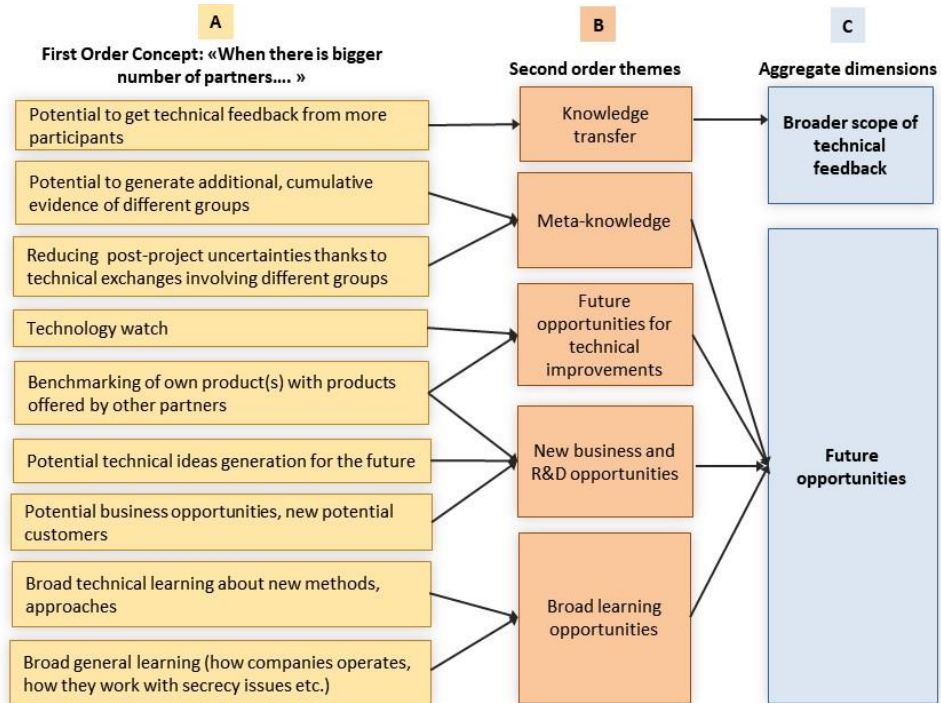 A
First Order Concept: «When there is bigger
number of partners.... »
Potential to get technical feedback from more
participants
Potential to generate additional, cumulative
evidence of different groups
Reducing  post-project uncertainties thanks to
technical exchanges involving different groups
Technology watch
Benchmarking of own product(s) with products
offered by other partners
Potential technical ideas generation for the future
Potential business opportunities, new potential
customers
Broad technical learning about new methods,
approaches
Broad general learning (how companies operates,
how they work with secrecy issues etc.)
B
Second order themes
Knowledge
transfer
Meta-knowledge
Future
opportunities for
technical
improvements
New business and
R&D opportunities
Broad learning
opportunities
C
Aggregate dimensions
Broader scope of
technical
feedback
Future
opportunities